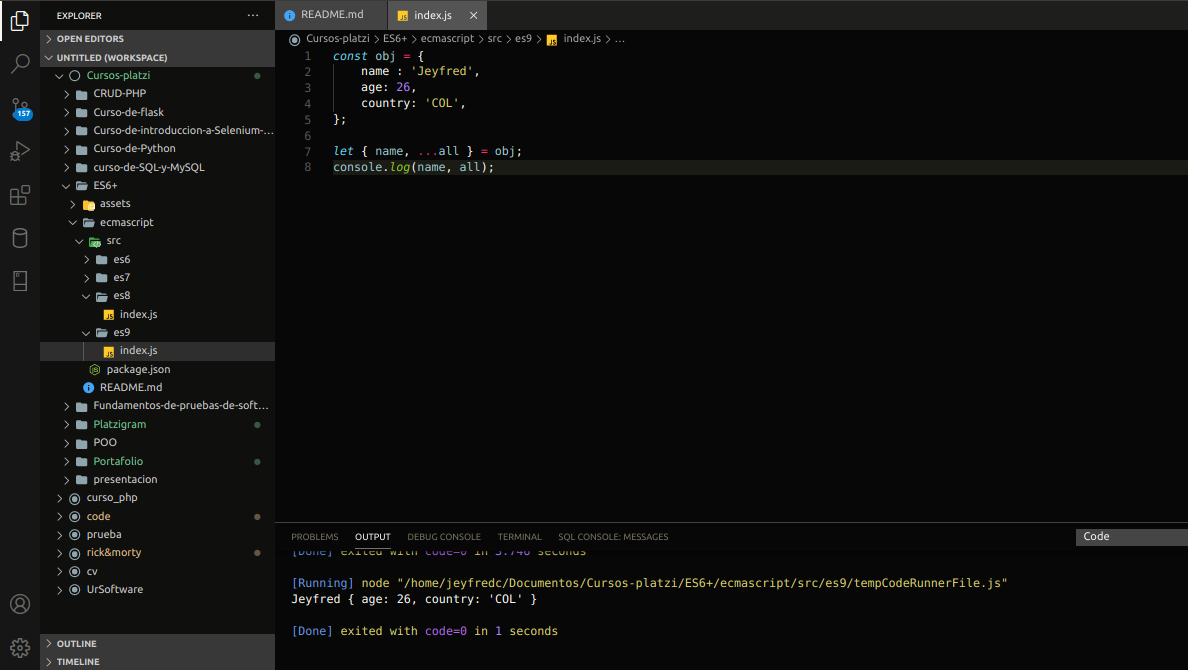 EXPLORER
OPEN EDITORS
UNTITLED (WORKSPACE)
Cursos-platzi
CRUD-PHP
Curso-de-flask
Curso-de-introduccion-a-Selenium-...
Curso-de-Python
curso-de-SQL-y-MySQL
ES6+
assets
ecmascript
src
es6
es7
es8
index.js
es9
index.js
package.json
README.md
Fundamentos-de-pruebas-de-soft...
Platzigram
POO
Portafolio
presentacion
curso_php
code
prueba
rick&morty
cv
UrSoftware
OUTLINE
TIMELINE
157
README.md
index.js
Cursos-platzi > ES6+ > ecmascript > src > es9 > JS index.js > ...
1 const obj = {
2 name : 'Jeyfred',
3 age: 26,
4 country: 'COL',
5 };
6
7 let { name, ...all } = obj;
8 console.log(name, all);
PROBLEMS OUTPUT DEBUG CONSOLE TERMINAL SQL CONSOLE: MESSAGES
Code
[Done] exited with code=0 in 3.746 seconds
[Running] node "/home/jeyfredc/Documentos/Cursos-platzi/ES6+/ecmascript/src/es9/tempCodeRunnerFile.js"
Jeyfred { age: 26, country: 'COL' }
[Done] exited with code=0 in 1 seconds